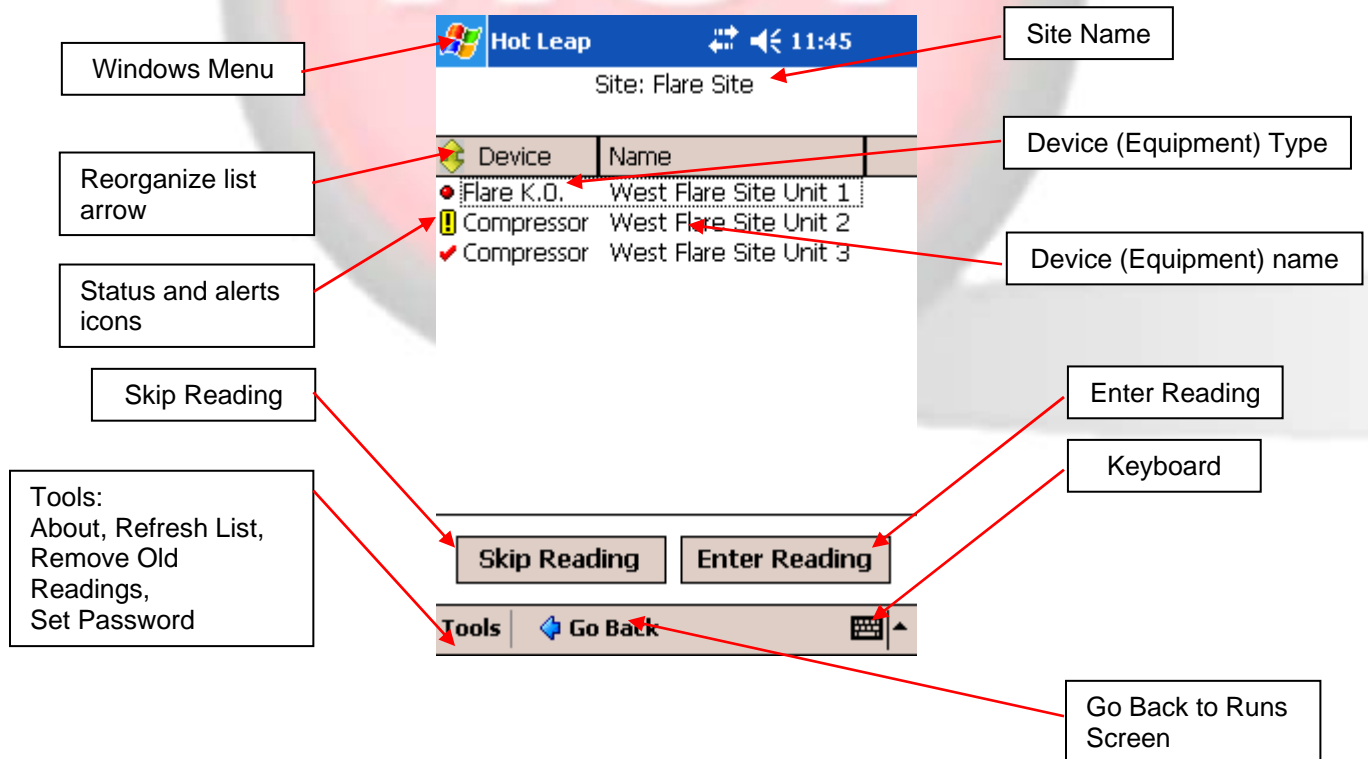 Hot Leap 11:45
Site: Flare Site
Device Name
Flare K.O. West Flare Site Unit 1
Compressor West Flare Site Unit 2
Compressor West Flare Site Unit 3
Skip Reading Enter Reading
Tools Go Back
Windows Menu
Reorganize list
arrow
Status and alerts
icons
Skip Reading
Tools:
About, Refresh List,
Remove Old
Readings,
Set Password
Site Name
Device (Equipment) Type
Device (Equipment) name
Enter Reading
Keyboard
Go Back to Runs
Screen